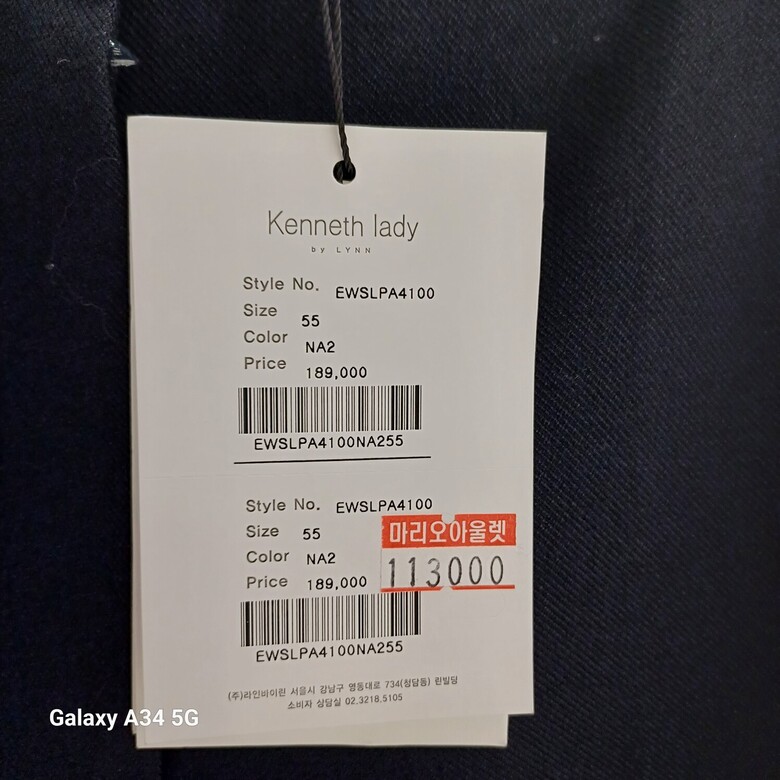 Kenneth lady
by LYNN
Style No. EWSLPA4100
Size 55
Color NA2
Price 189,000
EWSLPA4100NA255
Style No. EWSLPA4100
Size 55
Color NA2
Price 189,000
마리오아울렛
113000
EWSLPA4100NA255
(주)라인바이린 서울시 강남구 영동대로 734(청담동) 린빌딩
소비자 상담실 02.3218.5105
Galaxy A34 5G